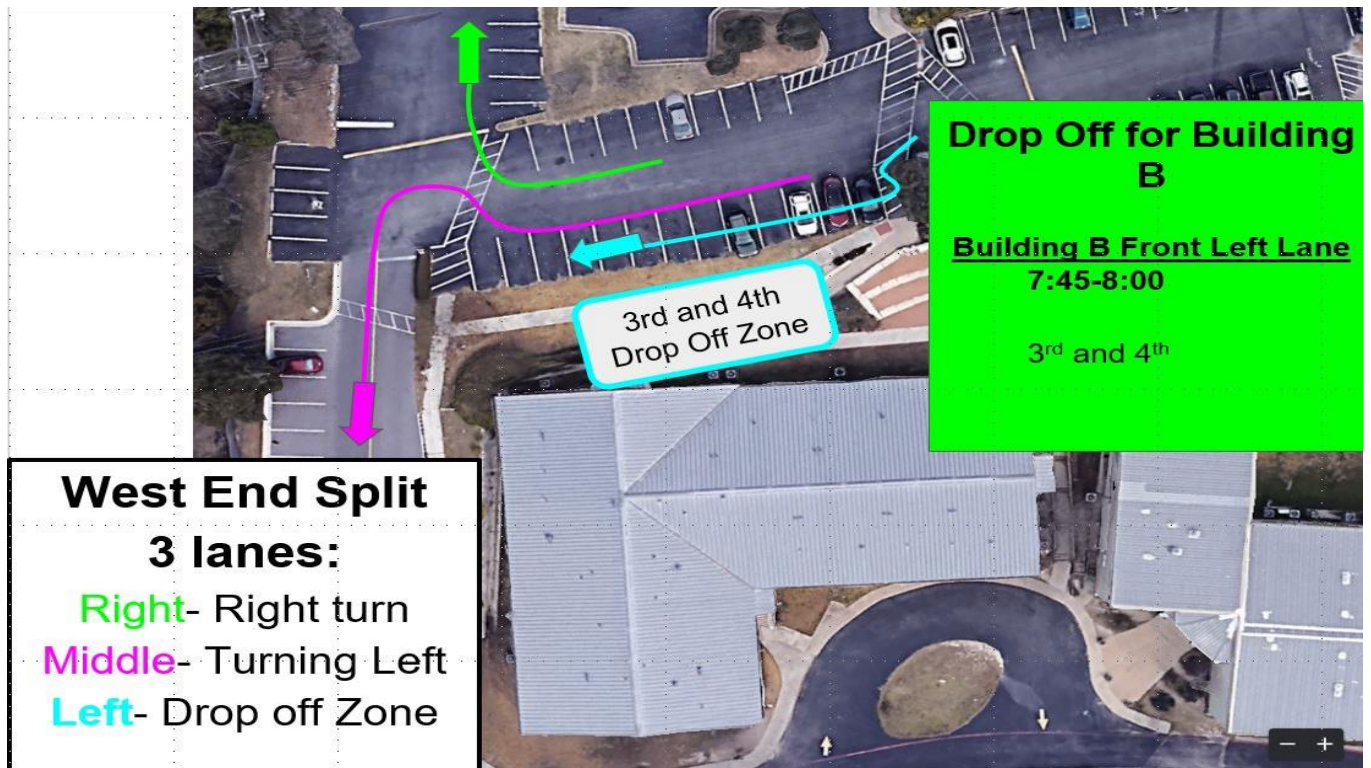 Drop Off for Building
B
Building B Front Left Lane
7:45-8:00
3rd and 4th
3rd and 4th
Drop Off Zone
West End Split
3 lanes:
Right- Right turn
Middle- Turning Left
Left- Drop off Zone